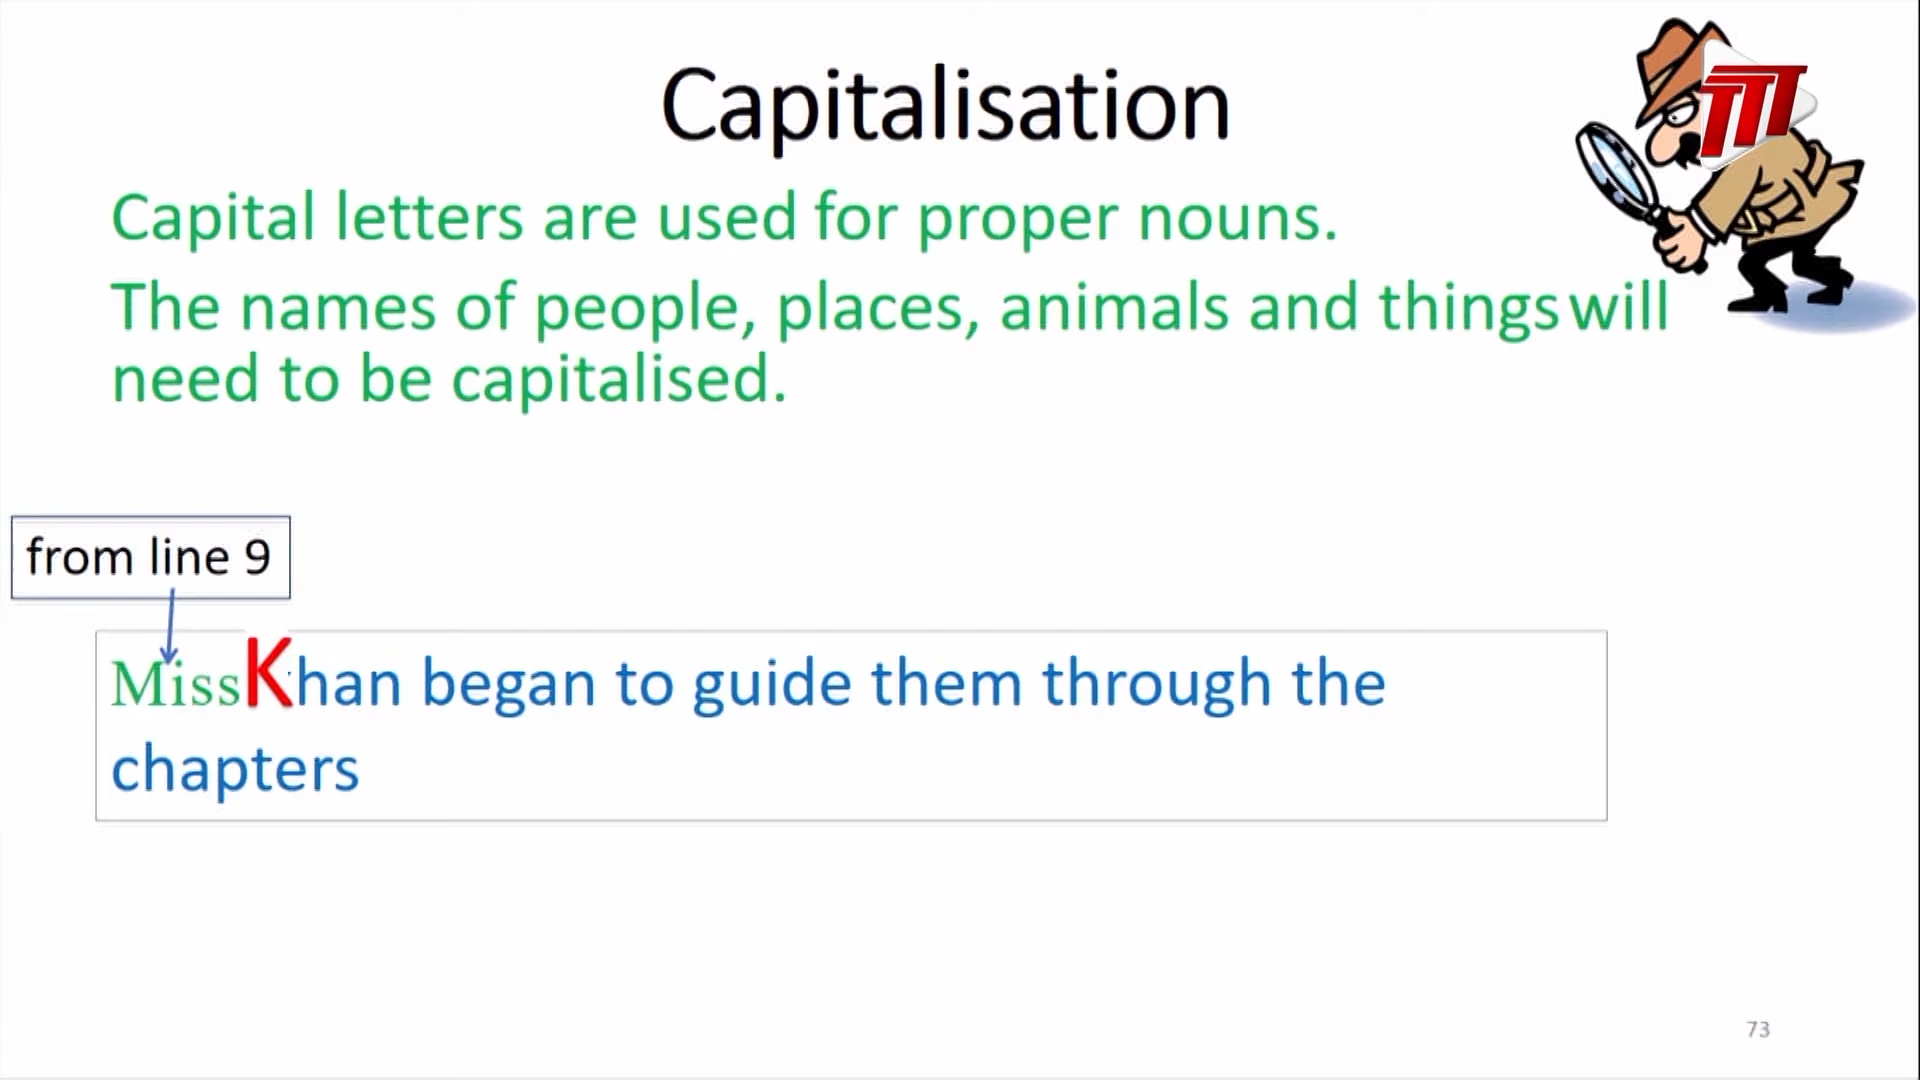 Capitalisation
TTT
Capital letters are used for proper nouns.
The names of people, places, animals and things will
need to be capitalised.
from line 9
Miss Khan began to guide them through the
chapters
73